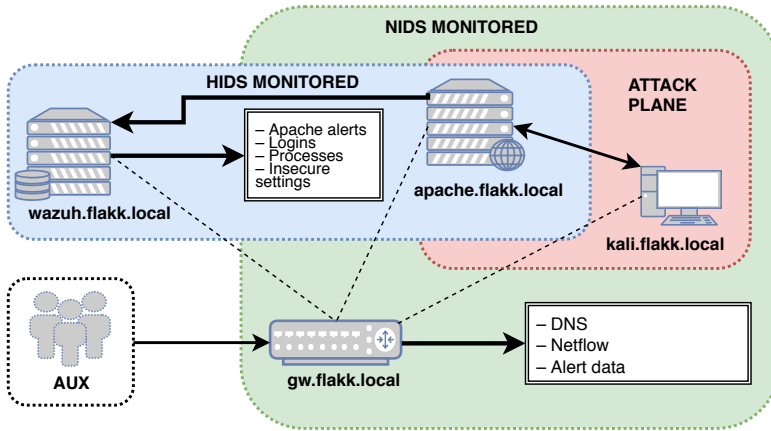 NIDS MONITORED
HIDS MONITORED
ATTACK
PLANE
– Apache alerts
– Logins
– Processes
– Insecure
settings
wazuh.flakk.local
apache.flakk.local
kali.flakk.local
AUX
gw.flakk.local
– DNS
– Netflow
– Alert data